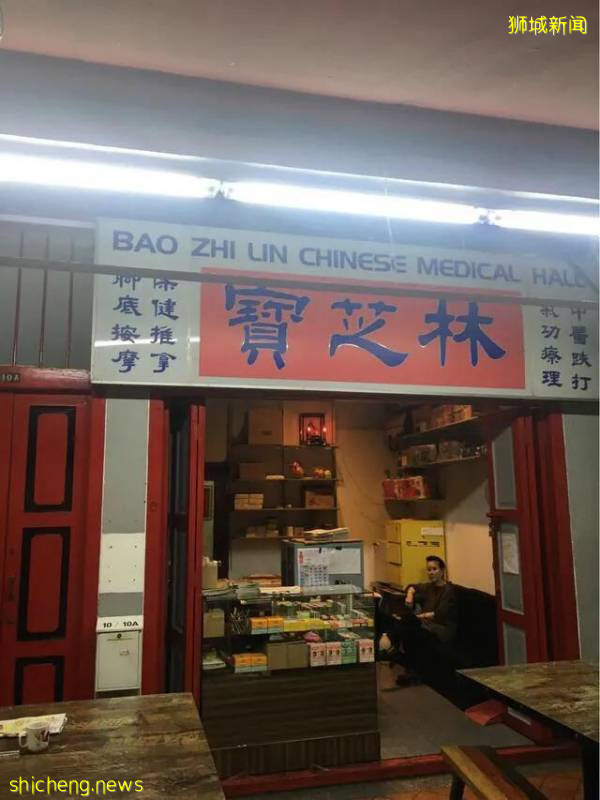 狮城新闻
BAO ZHI LIN CHINESE MEDICAL HALL
寶芝林
腳底按摩
保健推拿
氣功療理
中醫跌打
10A
10 / 10A
shicheng.news